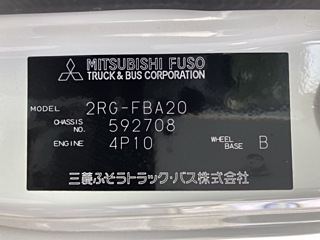 MITSUBISHI FUSO
TRUCK & BUS CORPORATION
MODEL 2RG-FBA20
CHASSIS NO. 592708
ENGINE 4P10 WHEEL BASE B
三菱ふそうトラック・バス株式会社